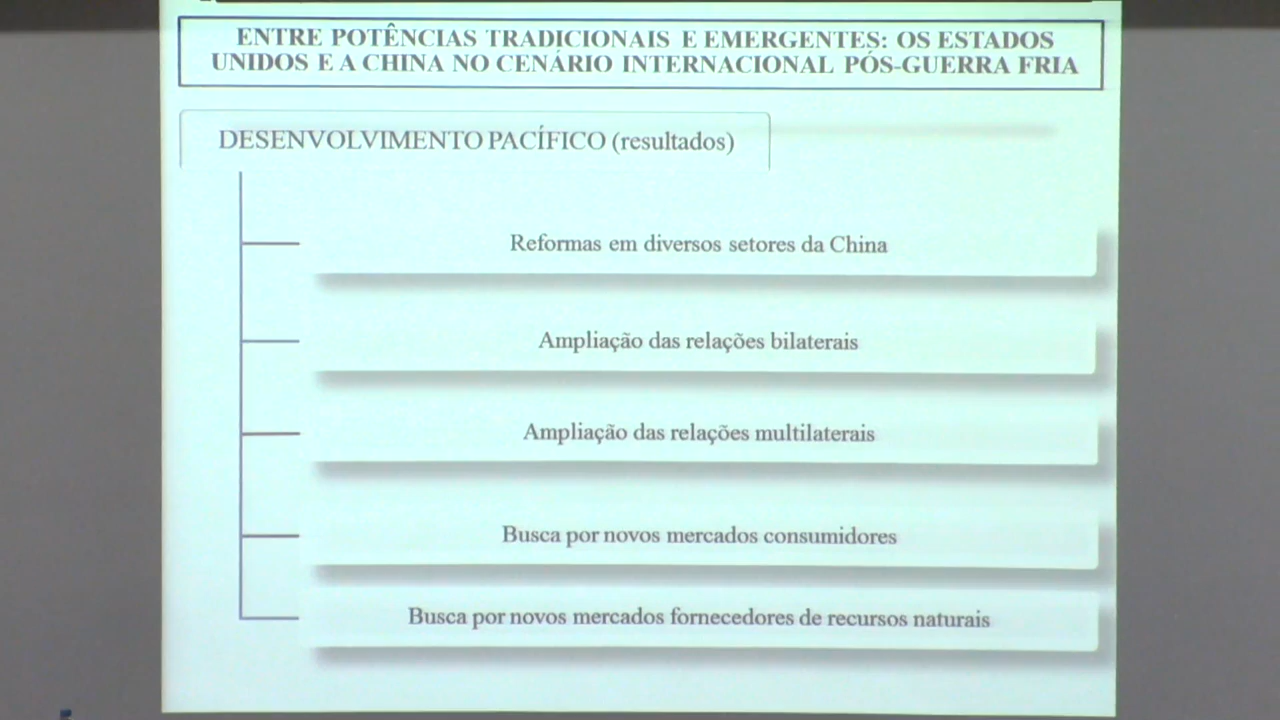 ENTRE POTÊNCIAS TRADICIONAIS E EMERGENTES: OS ESTADOS
UNIDOS E A CHINA NO CENÁRIO INTERNACIONAL PÓS-GUERRA FRIA
DESENVOLVIMENTO PACÍFICO (resultados)
Reformas em diversos setores da China
Ampliação das relações bilaterais
Ampliação das relações multilaterais
Busca por novos mercados consumidores
Busca por novos mercados fornecedores de recursos naturais